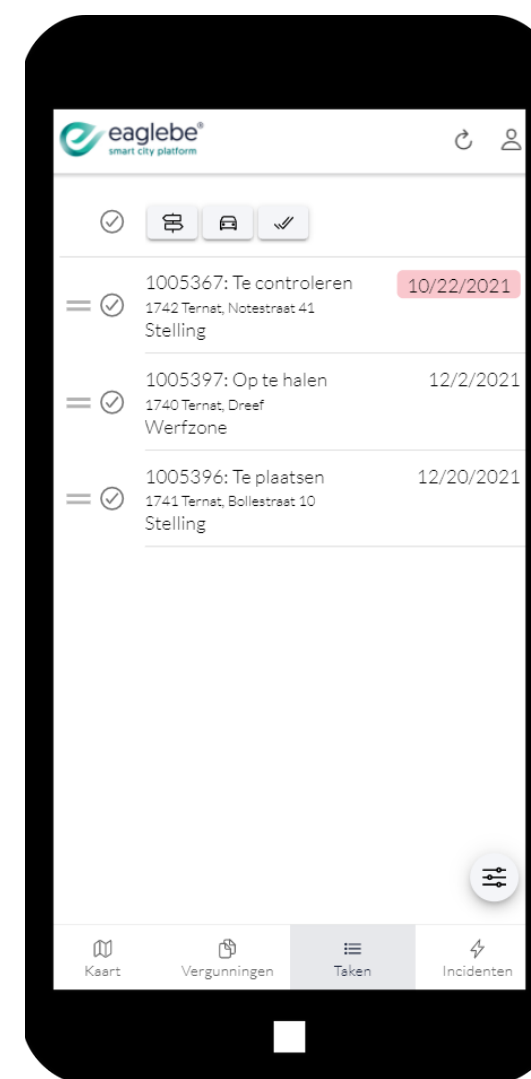 eaglebe®
smart city platform
1005367: Te controleren 10/22/2021
1742 Ternat, Notestraat 41
Stelling
1005397: Op te halen 12/2/2021
1740 Ternat, Dreef
Werfzone
1005396: Te plaatsen 12/20/2021
1741 Ternat, Bollestraat 10
Stelling
Kaart Vergunningen Taken Incidenten